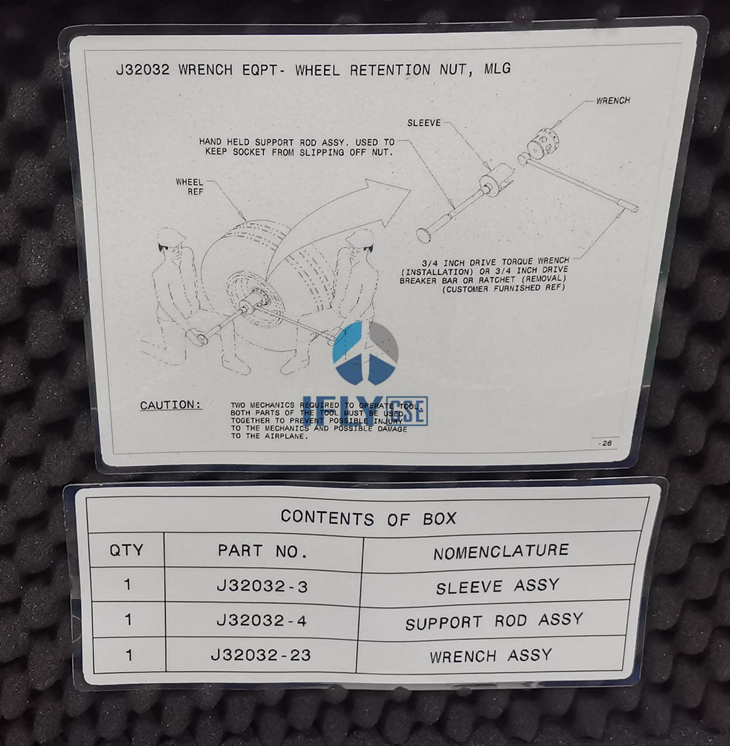 J32032 WRENCH EQPT- WHEEL RETENTION NUT, MLG
WRENCH
SLEEVE
HAND HELD SUPPORT ROD ASSY. USED TO
KEEP SOCKET FROM SLIPPING OFF NUT.
WHEEL
REF
3/4 INCH DRIVE TORQUE WRENCH
(INSTALLATION) OR 3/4 INCH DRIVE
BREAKER BAR OR RATCHET (REMOVAL)
(CUSTOMER FURNISHED REF)
IFLY GSE
CAUTION: TWO MECHANICS REQUIRED TO OPERATE TOOL.
BOTH PARTS OF THE TOOL MUST BE USED
TOGETHER TO PREVENT POSSIBLE INJURY
TO THE MECHANICS AND POSSIBLE DAMAGE
TO THE AIRPLANE.
-26
CONTENTS OF BOX
QTY PART NO. NOMENCLATURE
1 J32032-3 SLEEVE ASSY
1 J32032-4 SUPPORT ROD ASSY
1 J32032-23 WRENCH ASSY